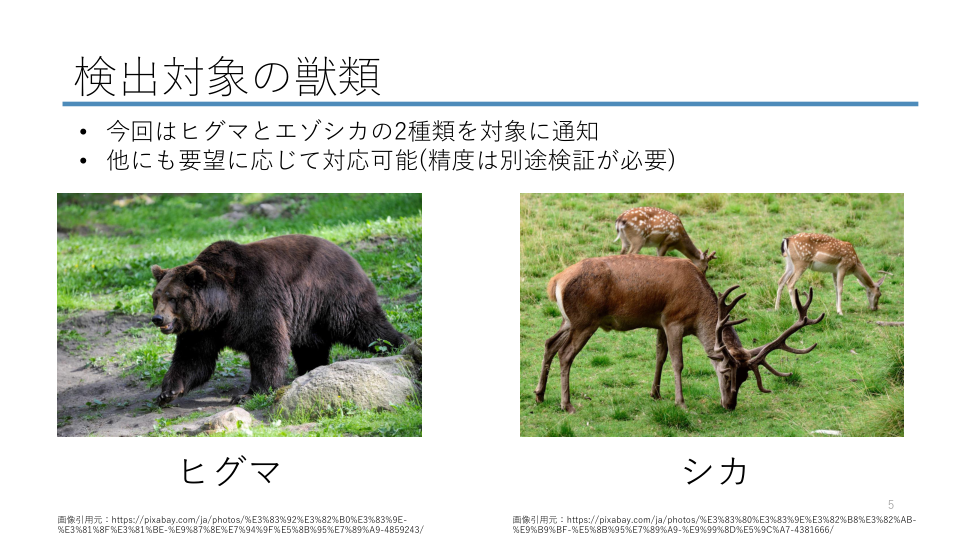 検出対象の獣類
• 今回はヒグマとエゾシカの2種類を対象に通知
• 他にも要望に応じて対応可能(精度は別途検証が必要)
ヒグマ
シカ
5
画像引用元：https://pixabay.com/ja/photos/%E3%83%92%E3%82%B0%E3%83%9E-
%E3%81%8F%E3%81%BE-%E9%87%8E%E7%94%9F%E5%8B%95%E7%89%A9-4859243/
画像引用元：https://pixabay.com/ja/photos/%E3%83%80%E3%83%9E%E3%82%B8%E3%82%AB-
%E9%B9%BF-%E5%8B%95%E7%89%A9-%E9%99%8D%E5%9C%A7-4381666/